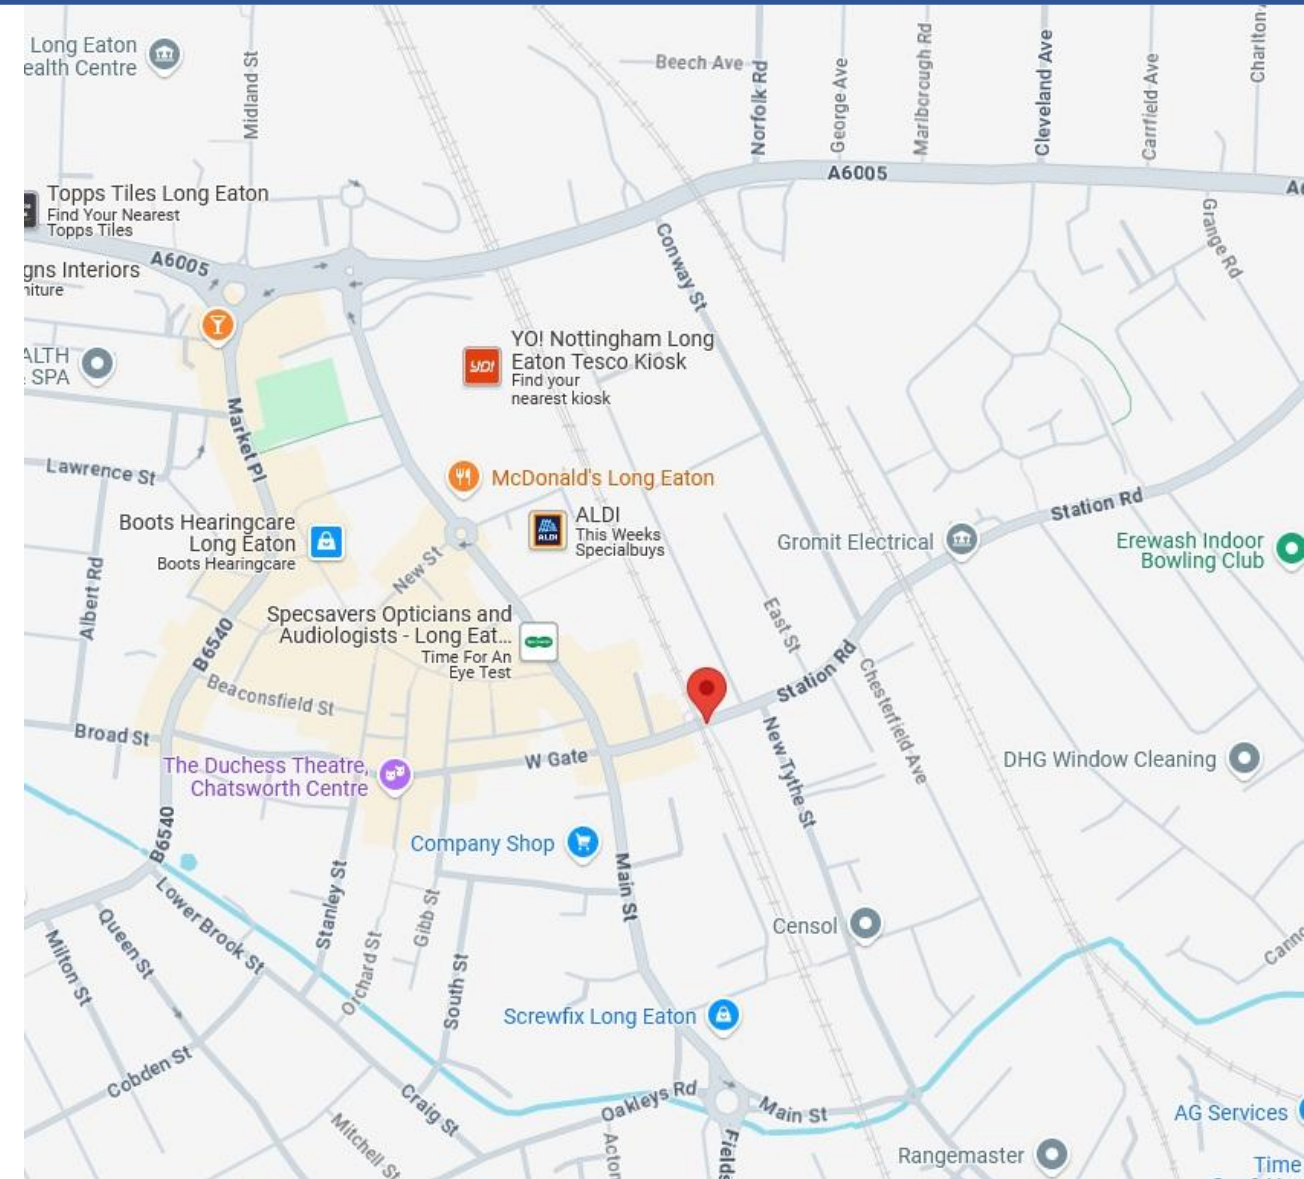 Long Eaton
ealth Centre
Midland St
Beech Ave
Norfolk Rd
George Ave
Marlborough Rd
Cleveland Ave
Carrfield Ave
Charlton
Topps Tiles Long Eaton
Find Your Nearest
Topps Tiles
A6005
A6005
Grange Rd
gns Interiors
niture
Conway St
YO! Nottingham Long
Eaton Tesco Kiosk
Find your
nearest kiosk
YO!
ALTH
& SPA
Market Pl
Lawrence St
McDonald's Long Eaton
ALDI
This Weeks
Specialbuys
ALDI
Station Rd
Boots Hearingcare
Long Eaton
Boots Hearingcare
Gromit Electrical
Erewash Indoor
Bowling Club
Albert Rd
New St
Specsavers Opticians and
Audiologists - Long Eat...
Time For An
Eye Test
East St
B6540
Station Rd
Beaconsfield St
Chesterfield Ave
Broad St
W Gate
New Tythe St
The Duchess Theatre,
Chatsworth Centre
DHG Window Cleaning
B6540
Company Shop
Main St
Lower Brook St
Stanley St
Gibb St
Queen St
Milton St
Orchard St
South St
Censol
Canno
Screwfix Long Eaton
Cobden St
Craig St
Oakleys Rd
Main St
Mitchell St
Acton
Fields
AG Services
Rangemaster
Time